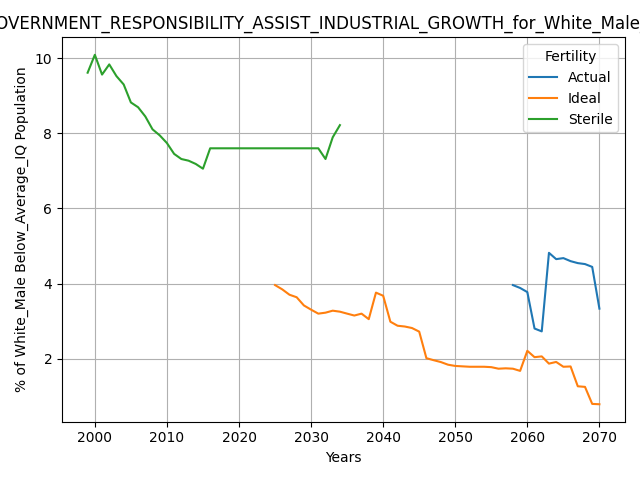 OVERNMENT_RESPONSIBILITY_ASSIST_INDUSTRIAL_GROWTH_for_White_Male
Fertility
Actual
Ideal
Sterile
% of White_Male Below_Average_IQ Population
10
8
6
4
2
2000 2010 2020 2030 2040 2050 2060 2070
Years